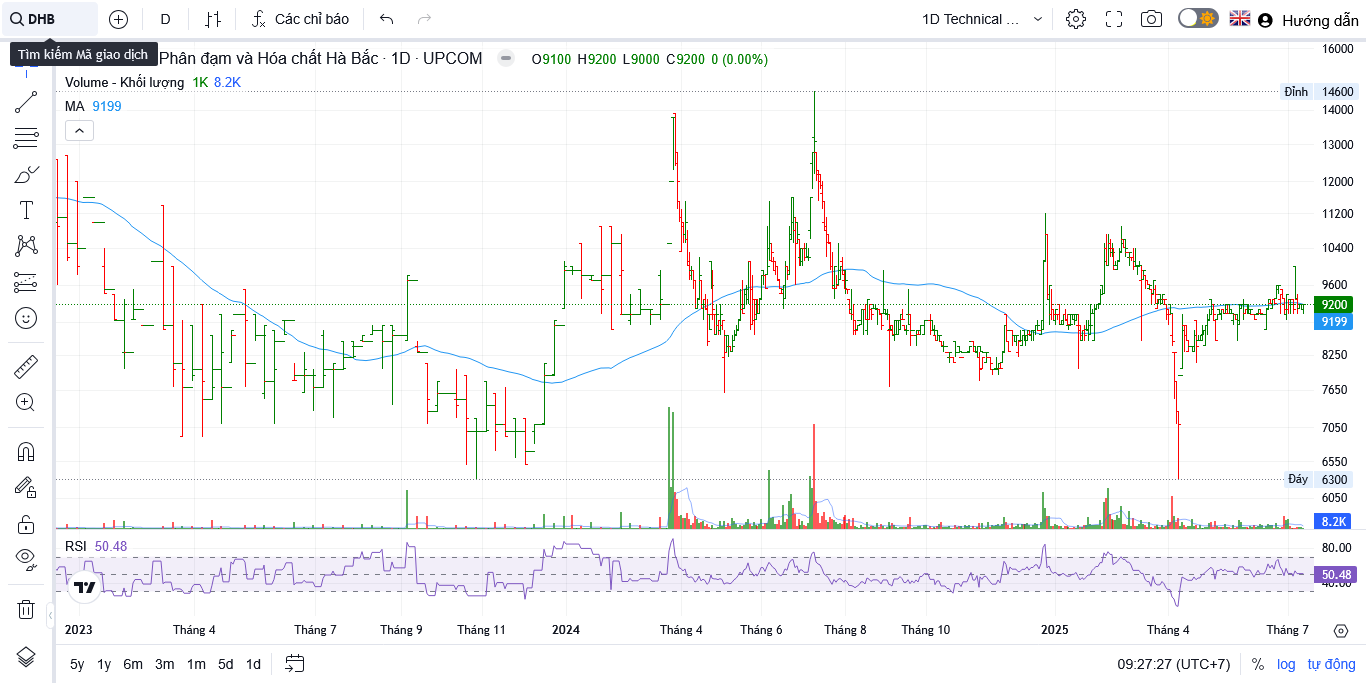 DHB
D
Các chỉ báo
1D Technical ...
Hướng dẫn
Tìm kiếm Mã giao dịch
Phân đạm và Hóa chất Hà Bắc · 1D · UPCOM
O9100 H9200 L9000 C9200 0 (0.00%)
Volume - Khối lượng 1K 8.2K
MA 9199
16000
Đỉnh 14600
14000
13000
12000
11200
10400
9600
9200
9199
8250
7650
7050
6550
Đáy 6300
6050
8.2K
RSI 50.48
80.00
50.48
40.00
2023 Tháng 4 Tháng 7 Tháng 9 Tháng 11 2024 Tháng 4 Tháng 6 Tháng 8 Tháng 10 2025 Tháng 4 Tháng 7
5y 1y 6m 3m 1m 5d 1d
09:27:27 (UTC+7) % log tự động